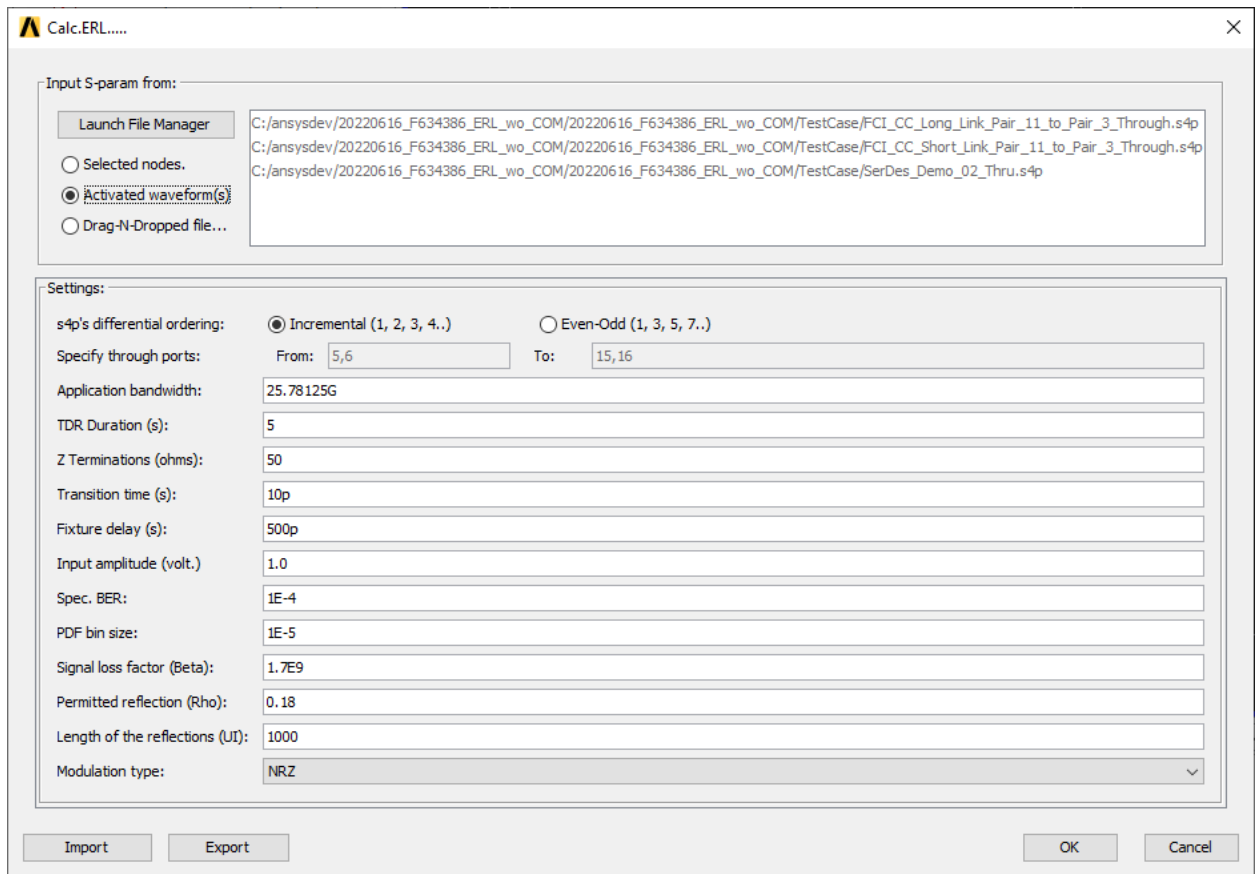 Calc.ERL.....
Input S-param from:
Launch File Manager
Selected nodes.
Activated waveform(s)
Drag-N-Dropped file...
C:/ansysdev/20220616_F634386_ERL_wo_COM/20220616_F634386_ERL_wo_COM/TestCase/FCI_CC_Long_Link_Pair_11_to_Pair_3_Through.s4p
C:/ansysdev/20220616_F634386_ERL_wo_COM/20220616_F634386_ERL_wo_COM/TestCase/FCI_CC_Short_Link_Pair_11_to_Pair_3_Through.s4p
C:/ansysdev/20220616_F634386_ERL_wo_COM/20220616_F634386_ERL_wo_COM/TestCase/SerDes_Demo_02_Thru.s4p
Settings:
s4p's differential ordering: Incremental (1, 2, 3, 4..) Even-Odd (1, 3, 5, 7..)
Specify through ports: From: 5,6 To: 15,16
Application bandwidth: 25.78125G
TDR Duration (s): 5
Z Terminations (ohms): 50
Transition time (s): 10p
Fixture delay (s): 500p
Input amplitude (volt.) 1.0
Spec. BER: 1E-4
PDF bin size: 1E-5
Signal loss factor (Beta): 1.7E9
Permitted reflection (Rho): 0.18
Length of the reflections (UI): 1000
Modulation type: NRZ
Import Export OK Cancel